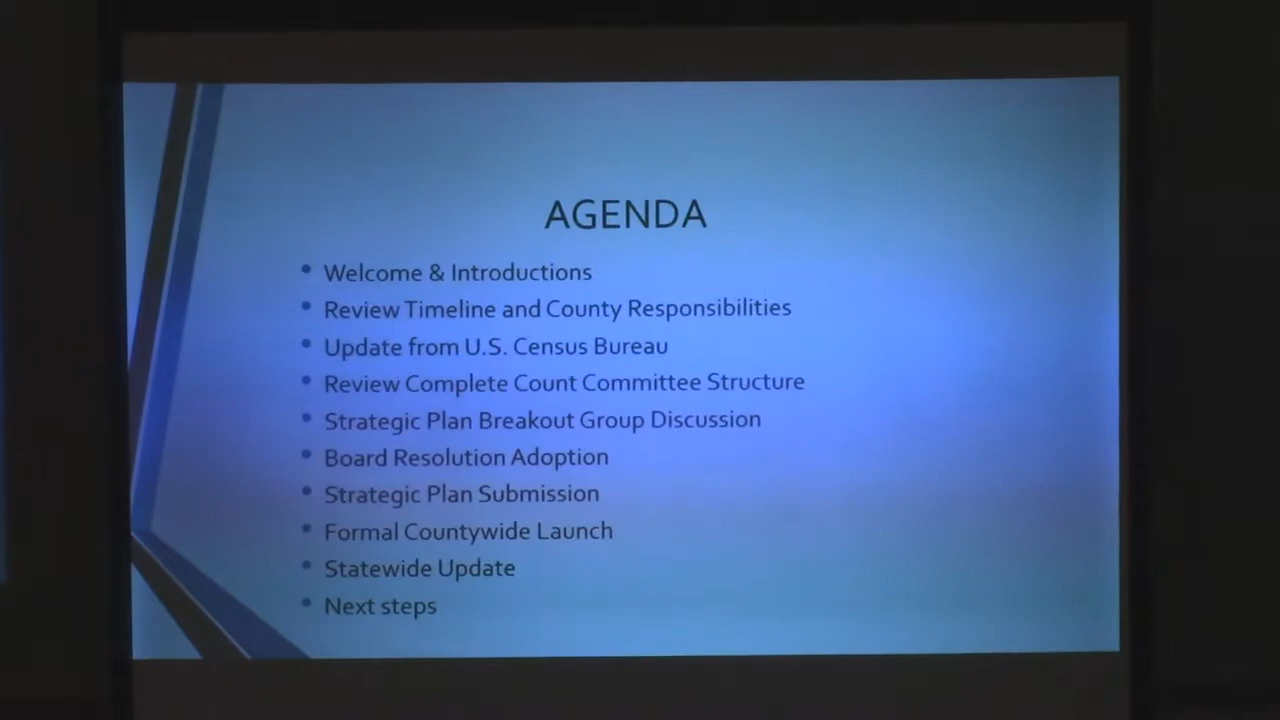 AGENDA
• Welcome & Introductions
• Review Timeline and County Responsibilities
• Update from U.S. Census Bureau
• Review Complete Count Committee Structure
• Strategic Plan Breakout Group Discussion
• Board Resolution Adoption
• Strategic Plan Submission
• Formal Countywide Launch
• Statewide Update
• Next steps